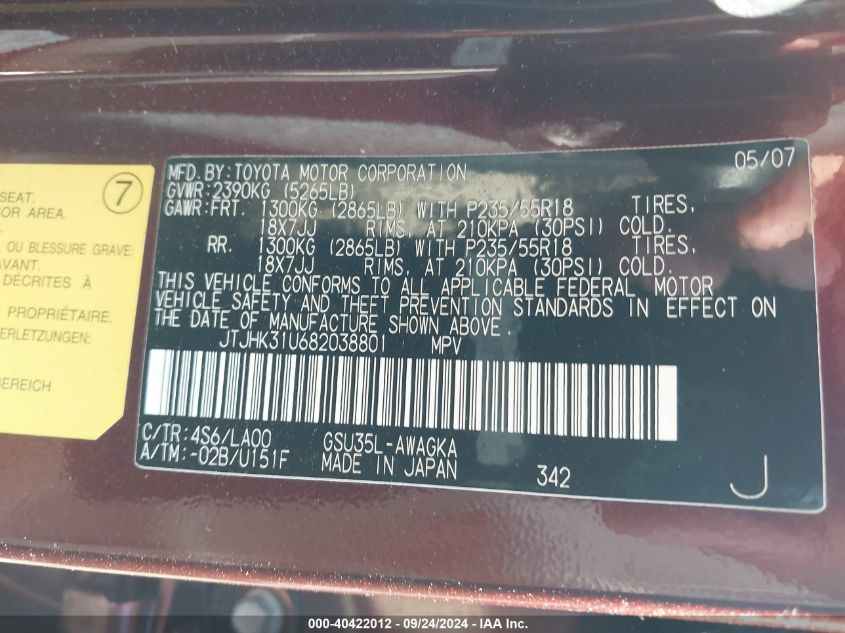 7
SEAT.
OR AREA.
OU BLESSURE GRAVE:
AVANT.
DÉCRITES À
PROPRIÉTAIRE.
ERLETZUNGEN:
BEREICH
MFD. BY: TOYOTA MOTOR CORPORATION 05/07
GVWR: 2390KG (5265LB)
GAWR: FRT. 1300KG (2865LB) WITH P235/55R18 TIRES,
18X7JJ RIMS, AT 210KPA (30PSI) COLD.
RR. 1300KG (2865LB) WITH P235/55R18 TIRES,
18X7JJ RIMS, AT 210KPA (30PSI) COLD.
THIS VEHICLE CONFORMS TO ALL APPLICABLE FEDERAL MOTOR
VEHICLE SAFETY AND THEFT PREVENTION STANDARDS IN EFFECT ON
THE DATE OF MANUFACTURE SHOWN ABOVE.
JTJHK31U682038801 MPV
C/TR: 4S6/LA00 GSU35L-AWAGKA
A/TM: -02B/U151F MADE IN JAPAN 342 J
000-40422012 - 09/24/2024 - IAA Inc.